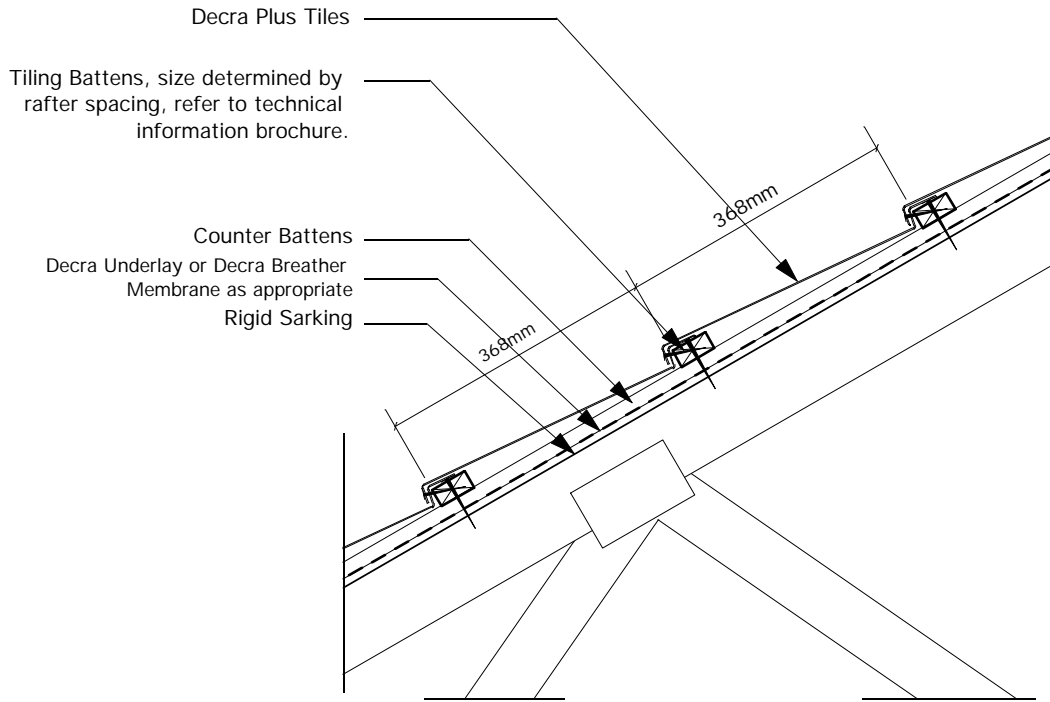 Decra Plus Tiles
Tiling Battens, size determined by
rafter spacing, refer to technical
information brochure.
368mm
Counter Battens
Decra Underlay or Decra Breather
Membrane as appropriate
Rigid Sarking
368mm